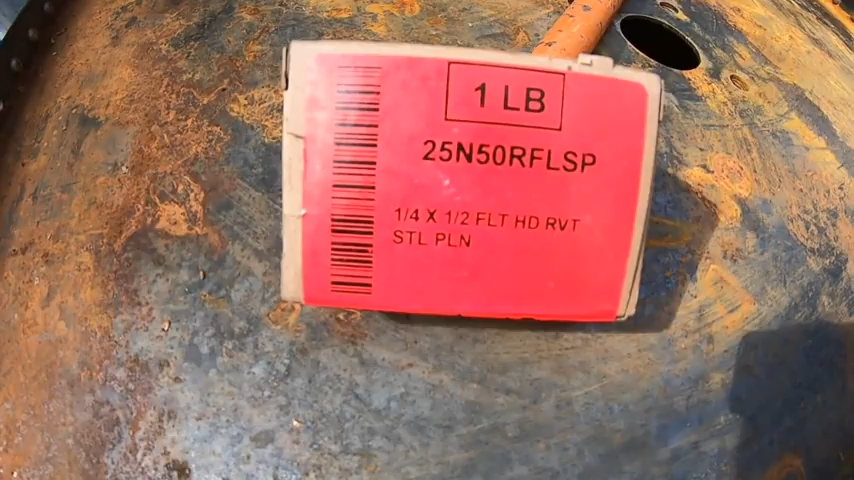 1 LB
25N50RFLSP
1/4 X 1/2 FLT HD RVT
STL PLN